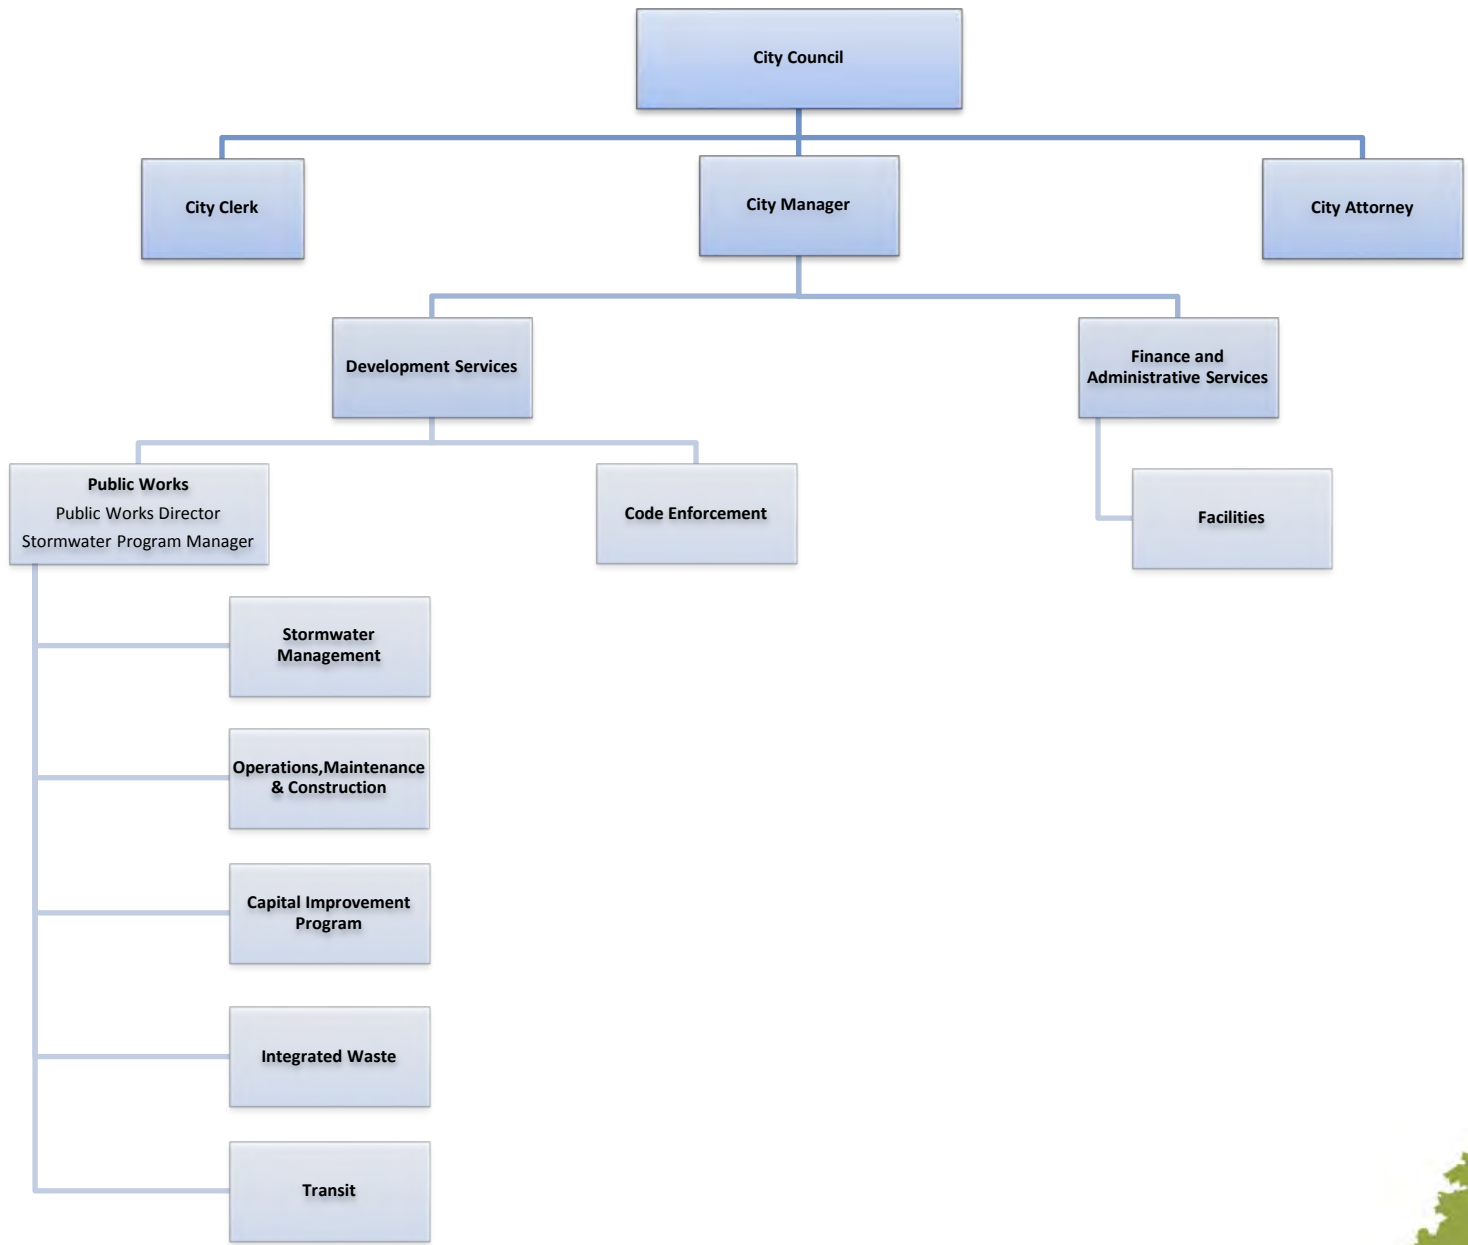 City Council
City Clerk
City Manager
City Attorney
Development Services
Finance and
Administrative Services
Public Works
Public Works Director
Stormwater Program Manager
Code Enforcement
Facilities
Stormwater
Management
Operations,Maintenance
& Construction
Capital Improvement
Program
Integrated Waste
Transit